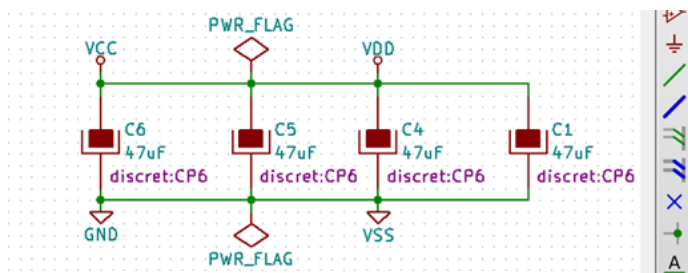 PWR_FLAG
VCC
VDD
C6
47uF
discret:CP6
C5
47uF
discret:CP6
C4
47uF
discret:CP6
C1
47uF
discret:CP6
GND
PWR_FLAG
VSS
A